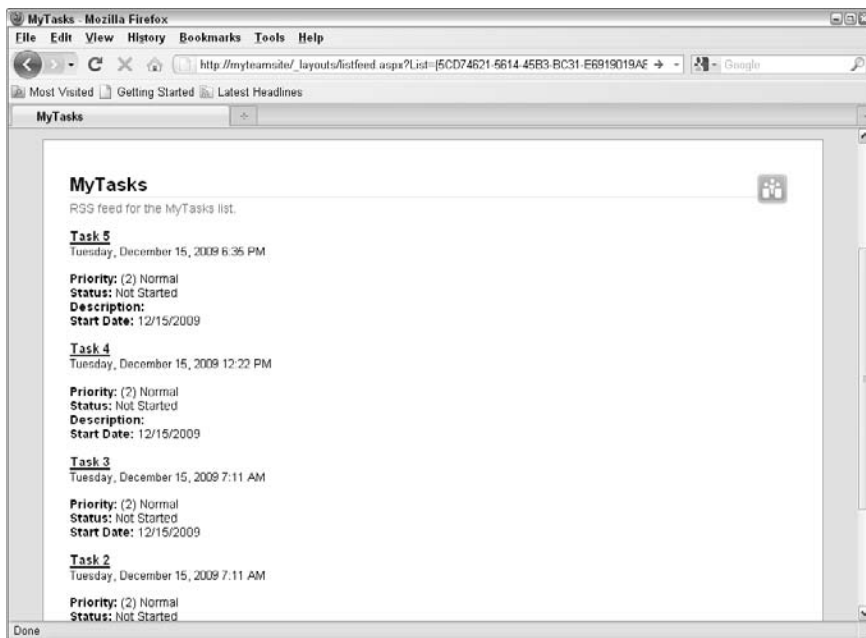 MyTasks - Mozilla Firefox
File Edit View History Bookmarks Tools Help
http://myteamsite/_layouts/listfeed.aspx?List={5CD74621-5614-45B3-BC31-E6919019AE Google
Most Visited Getting Started Latest Headlines
MyTasks
MyTasks
RSS feed for the MyTasks list.
Task 5
Tuesday, December 15, 2009 6:35 PM
Priority: (2) Normal
Status: Not Started
Description:
Start Date: 12/15/2009
Task 4
Tuesday, December 15, 2009 12:22 PM
Priority: (2) Normal
Status: Not Started
Description:
Start Date: 12/15/2009
Task 3
Tuesday, December 15, 2009 7:11 AM
Priority: (2) Normal
Status: Not Started
Start Date: 12/15/2009
Task 2
Tuesday, December 15, 2009 7:11 AM
Priority: (2) Normal
Status: Not Started
Done